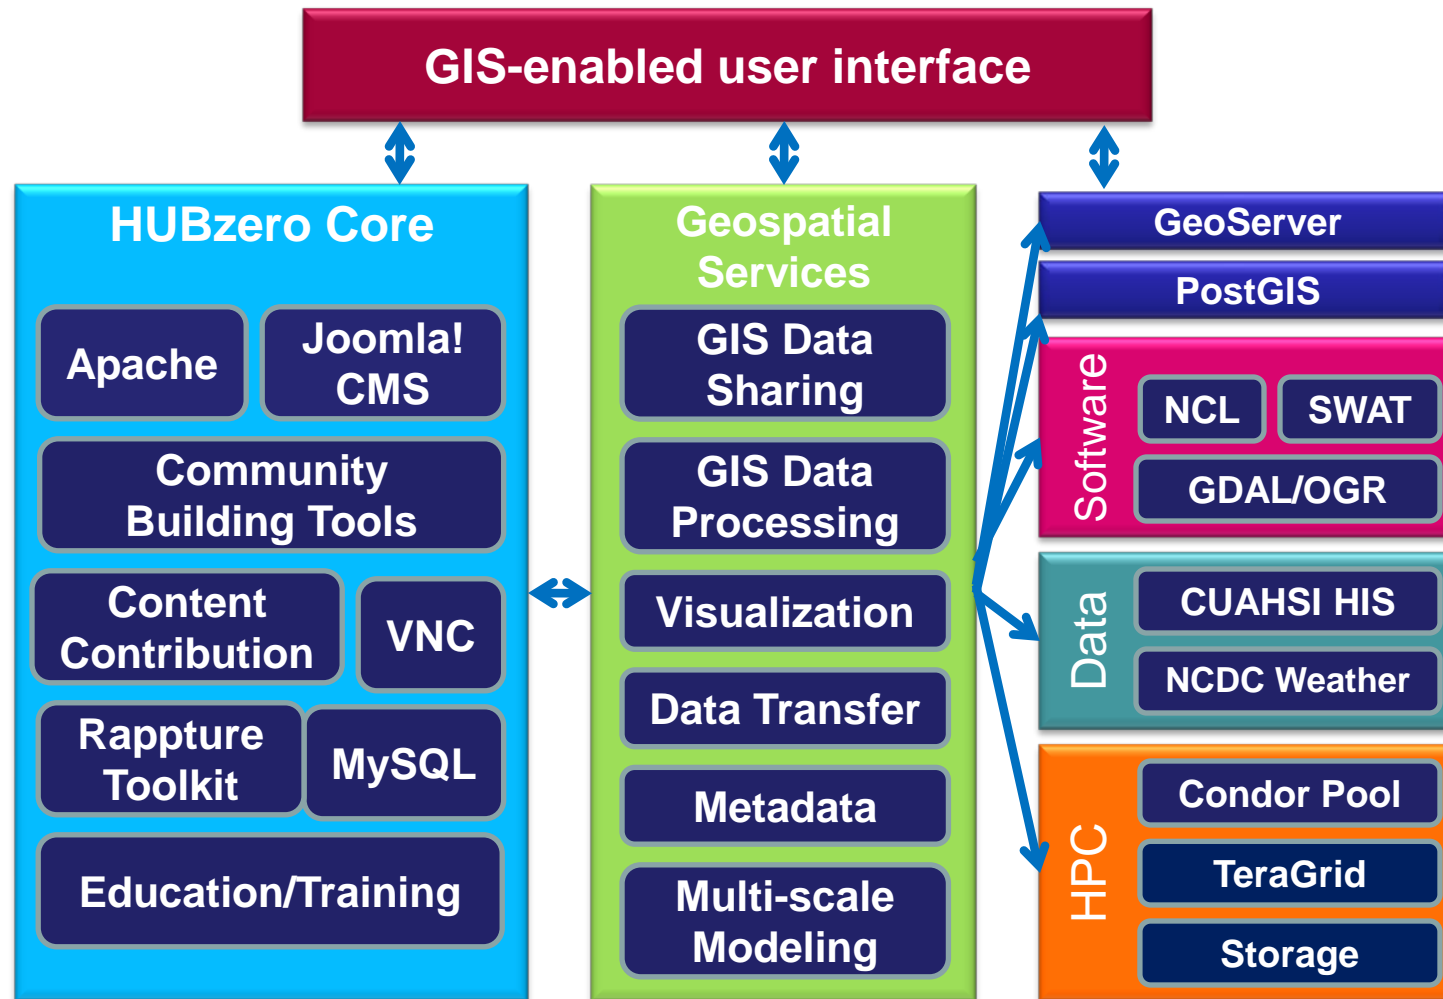 GIS-enabled user interface
HUBzero Core
Apache
Joomla!
CMS
Community
Building Tools
Content
Contribution
VNC
Rappture
Toolkit
MySQL
Education/Training
Geospatial
Services
GIS Data
Sharing
GIS Data
Processing
Visualization
Data Transfer
Metadata
Multi-scale
Modeling
GeoServer
PostGIS
Software
NCL
SWAT
GDAL/OGR
Data
CUAHSI HIS
NCDC Weather
HPC
Condor Pool
TeraGrid
Storage